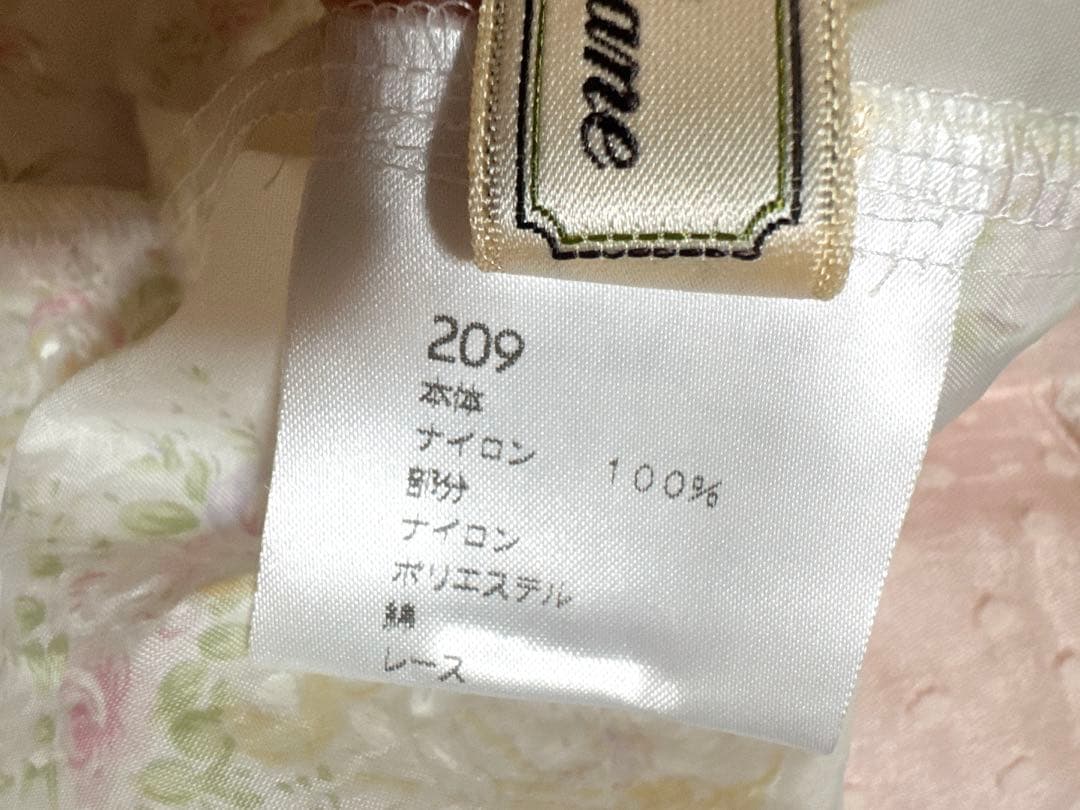 ane
209
本体
ナイロン 100%
部分
ナイロン
ポリエステル
綿
レース